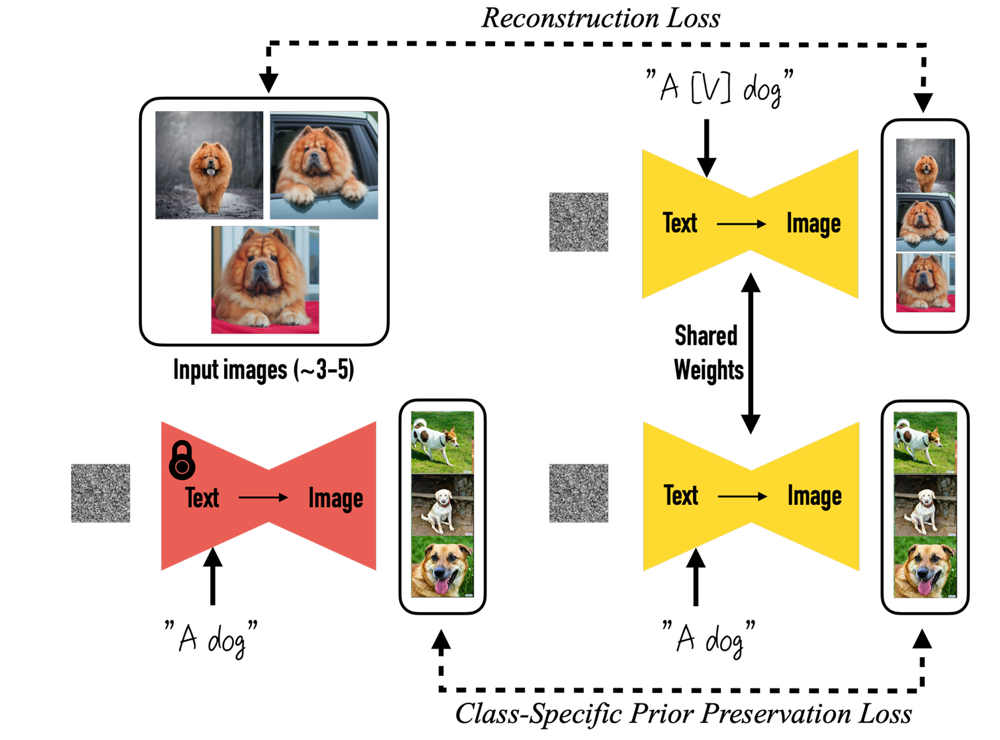 Reconstruction Loss
"A [V] dog"
Text → Image
Input images (~3-5)
Shared
Weights
Text → Image
Text → Image
"A dog"
"A dog"
Class-Specific Prior Preservation Loss